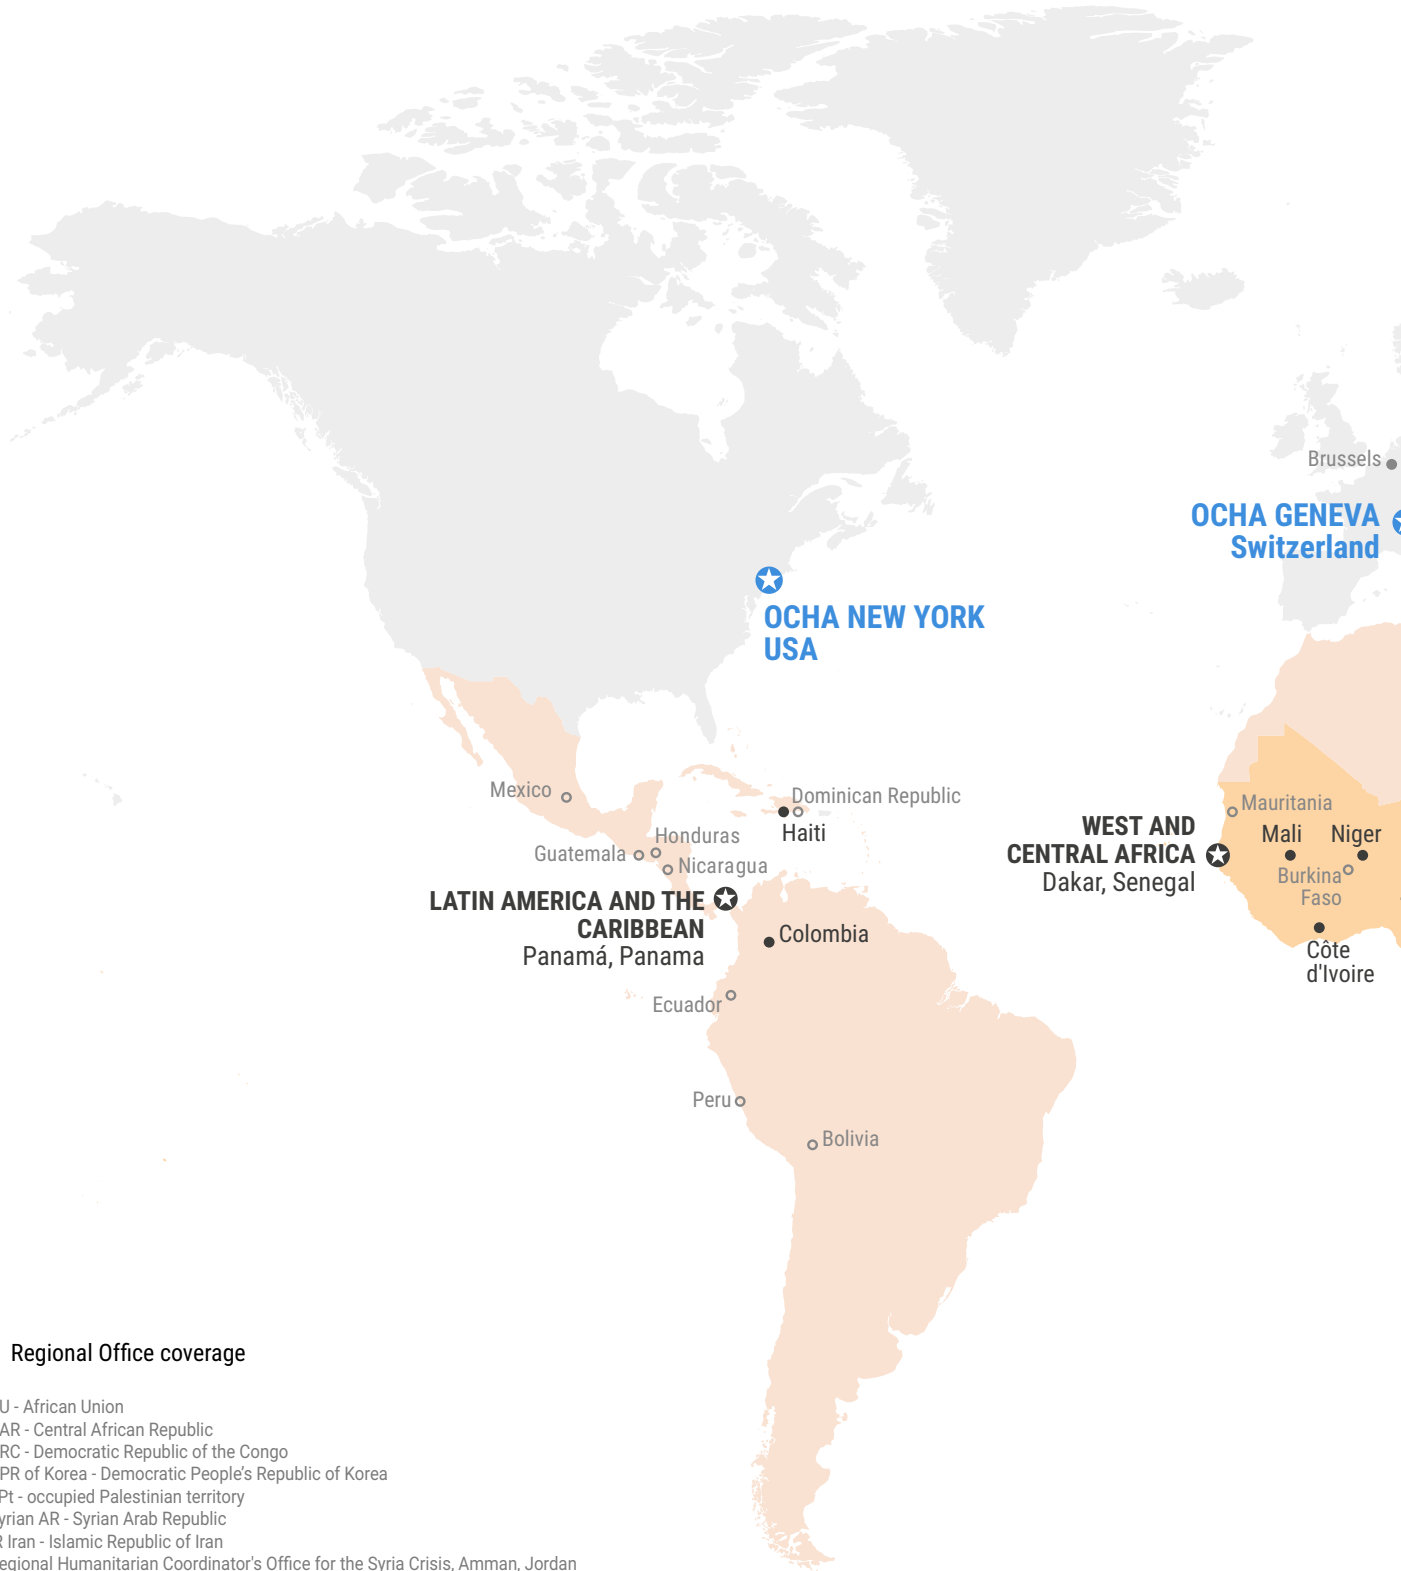 Brussels
OCHA GENEVA
Switzerland
OCHA NEW YORK
USA
Mexico
Dominican Republic
Haiti
Honduras
Guatemala
Nicaragua
LATIN AMERICA AND THE
CARIBBEAN
Panamá, Panama
Colombia
Ecuador
Peru
Bolivia
WEST AND
CENTRAL AFRICA
Dakar, Senegal
Mauritania
Mali
Niger
Burkina
Faso
Côte
d'Ivoire
Regional Office coverage
U - African Union
AR - Central African Republic
RC - Democratic Republic of the Congo
PR of Korea - Democratic People’s Republic of Korea
Pt - occupied Palestinian territory
yrian AR - Syrian Arab Republic
R Iran - Islamic Republic of Iran
egional Humanitarian Coordinator's Office for the Syria Crisis, Amman, Jordan